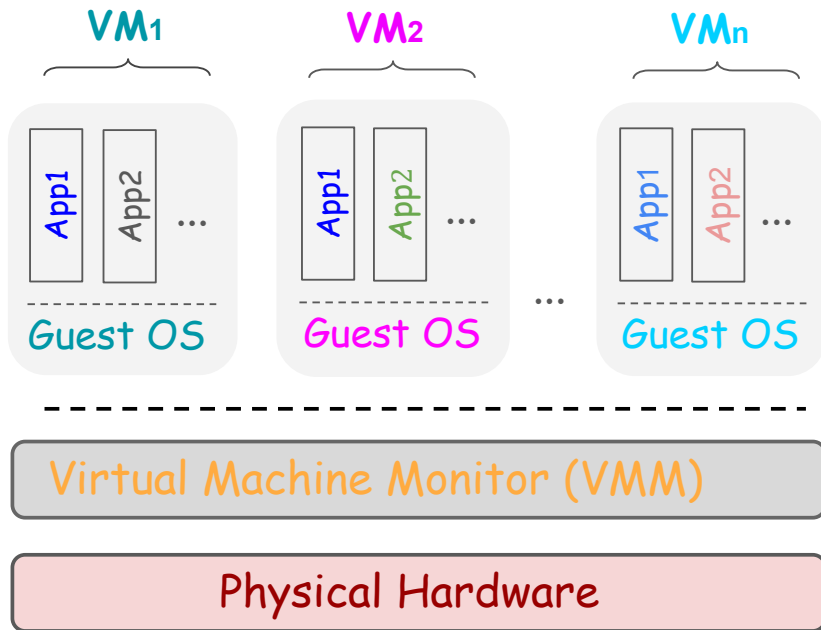 VM1 VM2 VMn
App1 App2 ... App1 App2 ... App1 App2 ...
...
Guest OS Guest OS Guest OS
Virtual Machine Monitor (VMM)
Physical Hardware